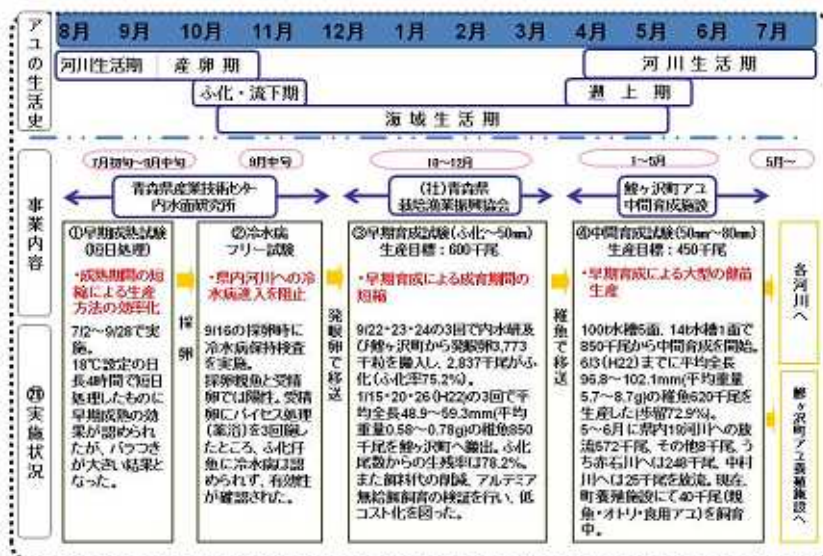 アユの生活史
8月 9月 10月 11月 12月 1月 2月 3月 4月 5月 6月 7月
河川生活期 産卵期 河川生活期
ふ化・流下期 遡上期
海域生活期
事業内容
7月初旬~9月中旬 9月中旬 10~12月 1~5月 5月~
青森県産業技術センター
内水面研究所
(社)青森県
栽培漁業振興協会
鰺ヶ沢町アユ
中間育成施設
①早期成熟試験
(短日処理)
・成熟期間の短
縮による生産
方法の効率化
採卵
②冷水病
フリー試験
・県内河川への冷
水病進入を阻止
発眼卵で移送
③早期育成試験(ふ化~50mm)
生産目標:600千尾
・早期育成による成育期間の
短縮
稚魚で移送
④中間育成試験(50mm~80mm)
生産目標:450千尾
・早期育成による大型の健苗
生産
各河川へ
鰺ヶ沢町アユ養殖施設へ
㉑実施状況
7/2~9/28で実
施。
18℃設定の日
長4時間で短日
処理したものに
早期成熟の効
果が認められ
たが、バラつき
が大きい結果と
なった。
9/16の採卵時に
冷水病保持検査
を実施。
採卵親魚と受精
卵では陽性。受精
卵にパイセス処理
(薬浴)を3回施し
たところ、ふ化仔
魚に冷水病は認
められず、有効性
が確認された。
9/22・23・24の3回で内水研及
び鰺ヶ沢町から発眼卵3,773
千粒を搬入し、2,837千尾がふ
化(ふ化率75.2%)。
1/15・20・26(H22)の3回で平
均全長48.9~59.3mm(平均
重量0.58~0.78g)の稚魚850
千尾を鰺ヶ沢町へ搬出。ふ化
尾数からの生残率は78.2%。
また餌料代の削減、アルテミア
無給餌飼育の検証を行い、低
コスト化を図った。
100t水槽5面、14t水槽1面で
850千尾から中間育成を開始。
6/3(H22)までに平均全長
96.8~102.1mm(平均重量
5.7~8.7g)の稚魚620千尾を
生産した(歩留72.9%)。
5~6月に県内19河川への放
流572千尾、その他8千尾、う
ち赤石川へは248千尾、中村
川へは25千尾を放流。現在、
町養殖施設にて40千尾(親
魚・オトリ・食用アユ)を飼育
中。